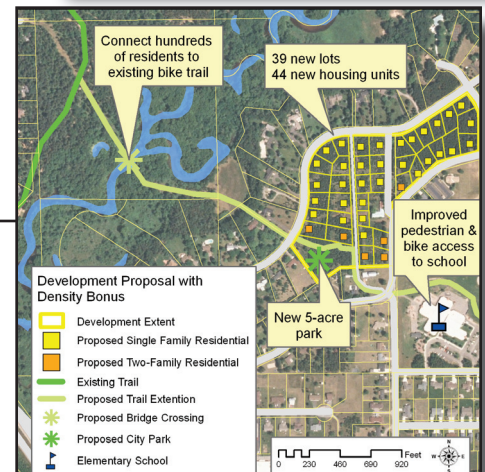 Connect hundreds
of residents to
existing bike trail
39 new lots
44 new housing units
Improved
pedestrian &
bike access
to school
New 5-acre
park
Development Proposal with
Density Bonus
Development Extent
Proposed Single Family Residential
Proposed Two-Family Residential
Existing Trail
Proposed Trail Extention
Proposed Bridge Crossing
Proposed City Park
Elementary School
Feet
0 230 460 690 920
N
W E
S